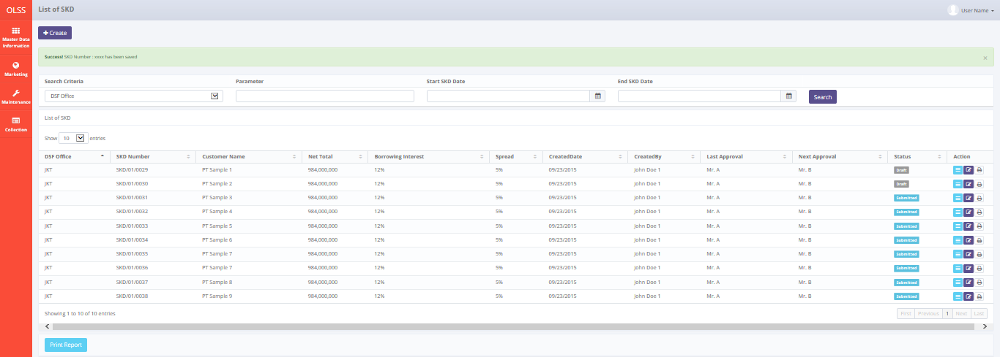 OLSS
List of SKD
User Name
Master Data
Information
Marketing
Maintenance
Collection
Create
Success! SKD Number : xxxx has been saved ×
Search Criteria Parameter Start SKD Date End SKD Date
DSF Office
Search
List of SKD
Show 10 entries
DSF Office SKD Number Customer Name Net Total Borrowing Interest Spread CreatedDate CreatedBy Last Approval Next Approval Status Action
JKT SKD/01/0029 PT Sample 1 984,000,000 12% 5% 09/23/2015 John Doe 1 Mr. A Mr. B Draft
JKT SKD/01/0030 PT Sample 2 984,000,000 12% 5% 09/23/2015 John Doe 1 Mr. A Mr. B Draft
JKT SKD/01/0031 PT Sample 3 984,000,000 12% 5% 09/23/2015 John Doe 1 Mr. A Mr. B Submitted
JKT SKD/01/0032 PT Sample 4 984,000,000 12% 5% 09/23/2015 John Doe 1 Mr. A Mr. B Submitted
JKT SKD/01/0033 PT Sample 5 984,000,000 12% 5% 09/23/2015 John Doe 1 Mr. A Mr. B Submitted
JKT SKD/01/0034 PT Sample 6 984,000,000 12% 5% 09/23/2015 John Doe 1 Mr. A Mr. B Submitted
JKT SKD/01/0035 PT Sample 7 984,000,000 12% 5% 09/23/2015 John Doe 1 Mr. A Mr. B Submitted
JKT SKD/01/0036 PT Sample 7 984,000,000 12% 5% 09/23/2015 John Doe 1 Mr. A Mr. B Submitted
JKT SKD/01/0037 PT Sample 8 984,000,000 12% 5% 09/23/2015 John Doe 1 Mr. A Mr. B Submitted
JKT SKD/01/0038 PT Sample 9 984,000,000 12% 5% 09/23/2015 John Doe 1 Mr. A Mr. B Submitted
Showing 1 to 10 of 10 entries First Previous 1 Next Last
Print Report